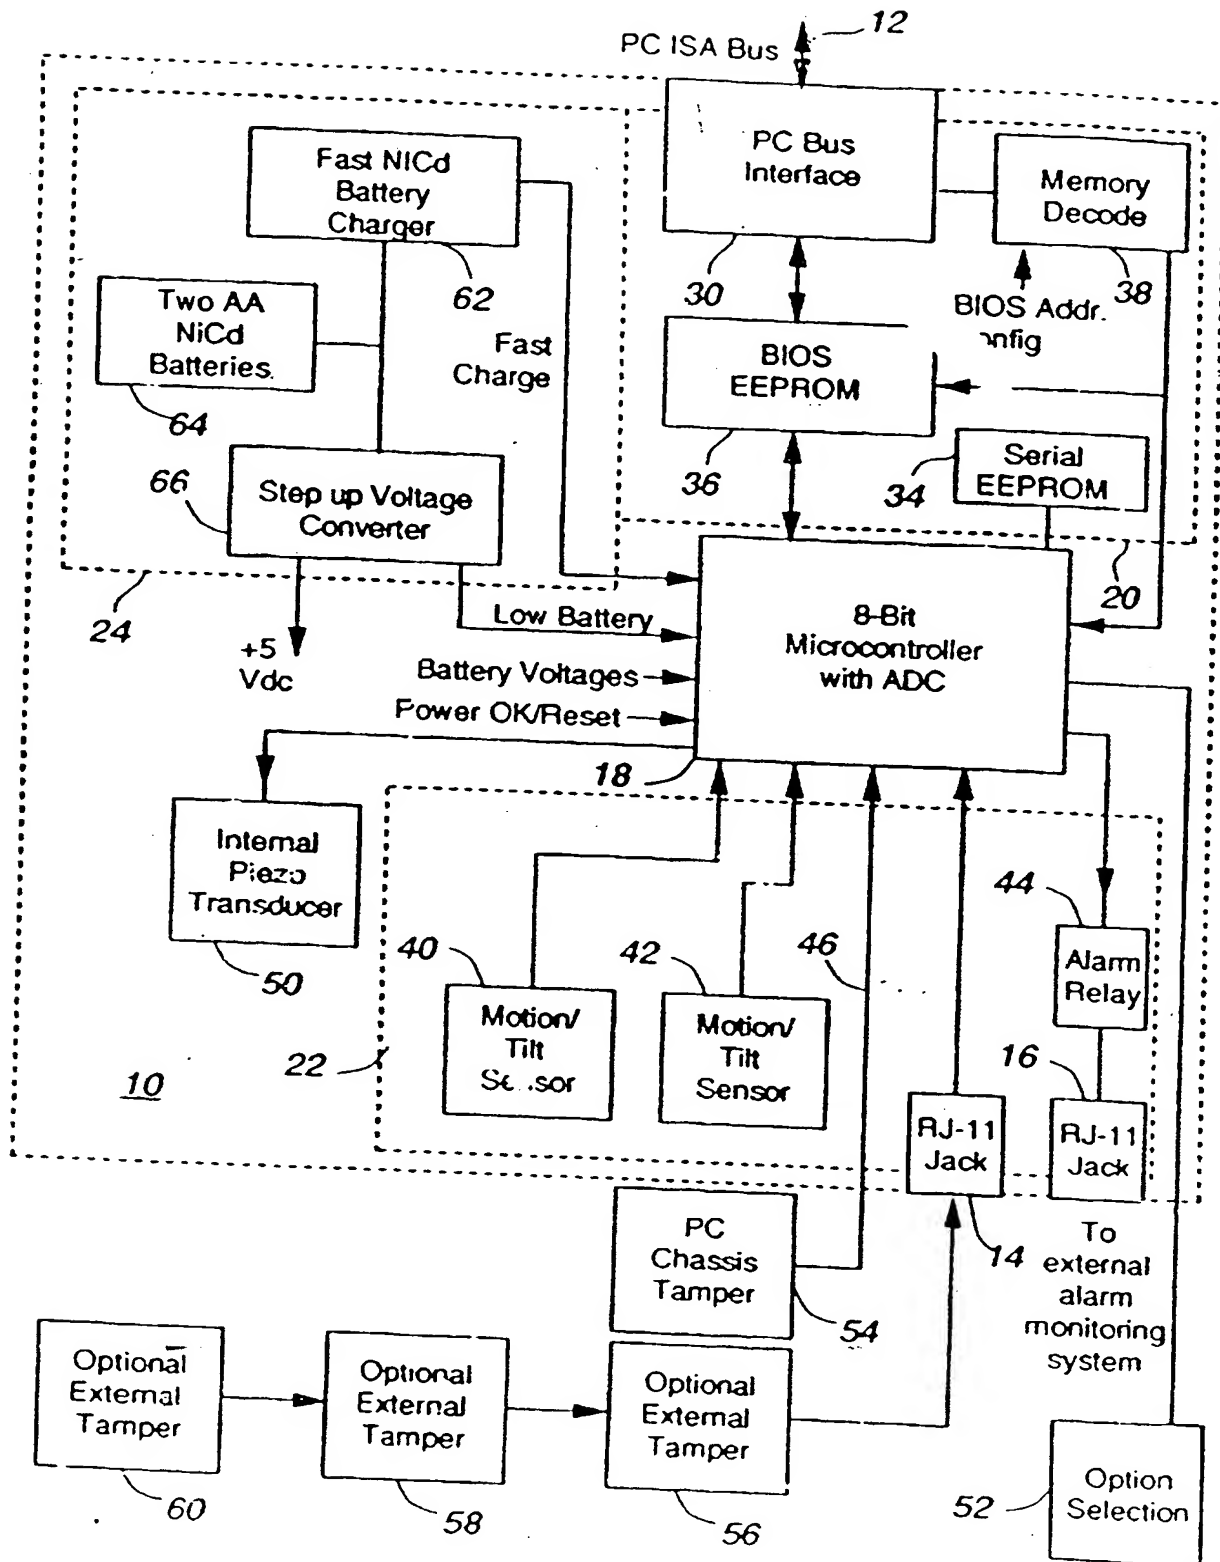 12
PC ISA Bus
Fast NICd
Battery
Charger
62
PC Bus
Interface
30
Memory
Decode
38
Two AA
NiCd
Batteries
64
Fast
Charge
BIOS Addr.
BIOS
EEPROM
36
Serial
EEPROM
34
66
Step up Voltage
Converter
20
24
+5
Vdc
Low Battery
Battery Voltages
Power OK/Reset
8-Bit
Microcontroller
with ADC
18
Internal
Piezo
Transducer
50
44
Alarm
Relay
40
Motion/
Tilt
42
Motion/
Tilt
Sensor
46
22
16
10
RJ-11
Jack
RJ-11
Jack
14
PC
Chassis
Tamper
54
To
external
alarm
monitoring
system
Optional
External
Tamper
60
Optional
External
Tamper
58
Optional
External
Tamper
56
52
Option
Selection